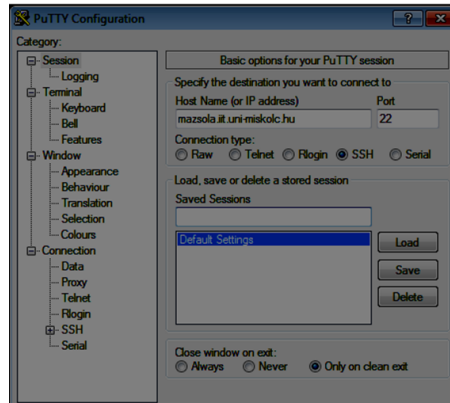 PuTTY Configuration
Category:
Session
Logging
Terminal
Keyboard
Bell
Features
Window
Appearance
Behaviour
Translation
Selection
Colours
Connection
Data
Proxy
Telnet
Rlogin
SSH
Serial
Basic options for your PuTTY session
Specify the destination you want to connect to
Host Name (or IP address) Port
mazsola.iit.uni-miskolc.hu 22
Connection type:
Raw Telnet Rlogin SSH Serial
Load, save or delete a stored session
Saved Sessions
Default Settings
Load
Save
Delete
Close window on exit:
Always Never Only on clean exit